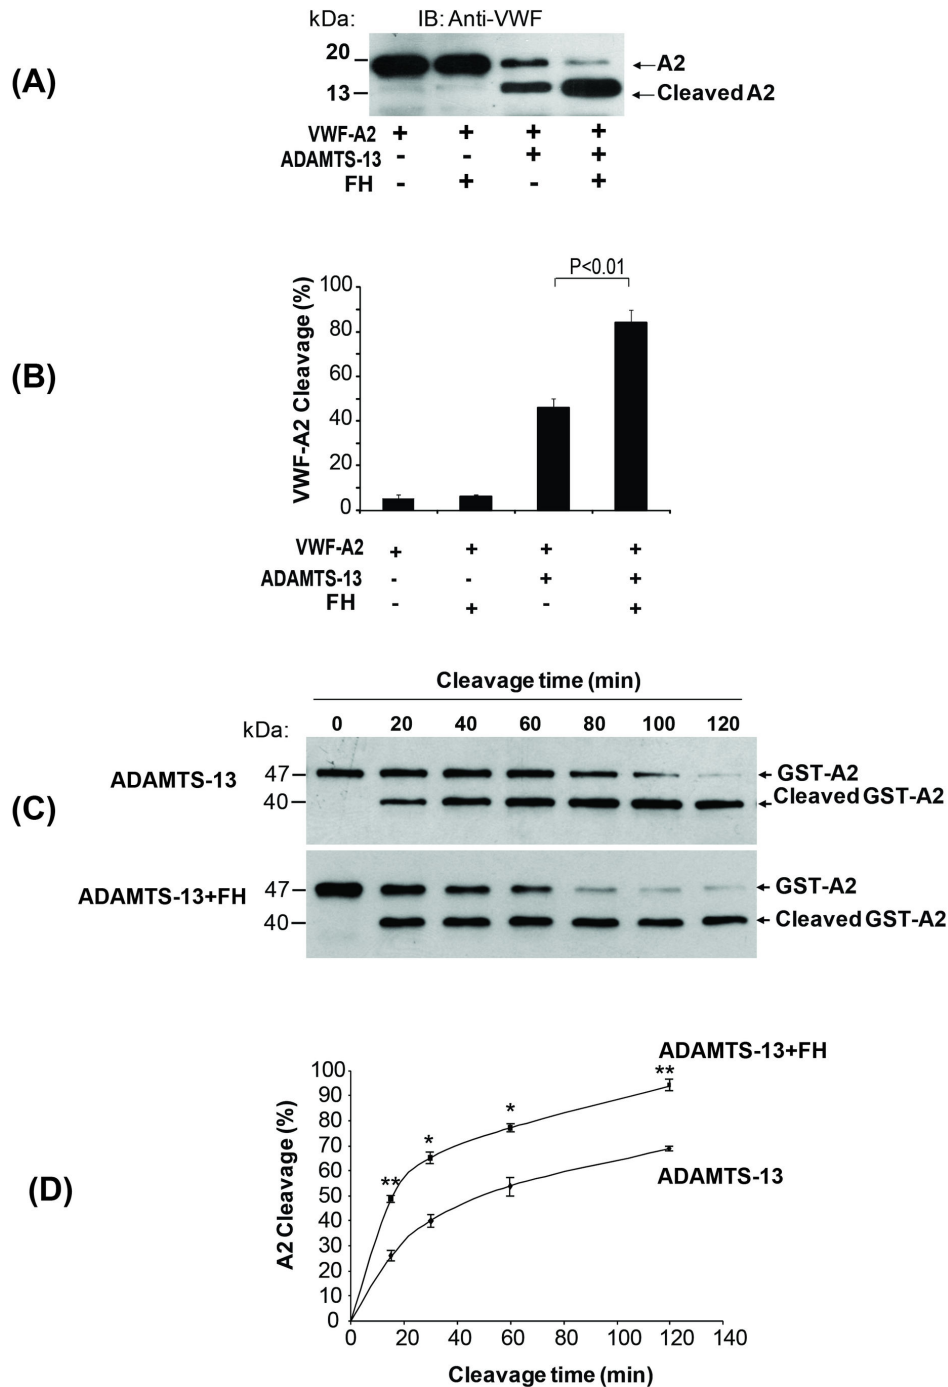 (A)
kDa: IB: Anti-VWF
20
A2
13
Cleaved A2
VWF-A2 + + + +
ADAMTS-13 - - + +
FH - + - +
(B)
P<0.01
VWF-A2 Cleavage (%)
100
80
60
40
20
0
VWF-A2 + + + +
ADAMTS-13 - - + +
FH - + - +
(C)
Cleavage time (min)
kDa: 0 20 40 60 80 100 120
ADAMTS-13
47
GST-A2
40
Cleaved GST-A2
ADAMTS-13+FH
47
GST-A2
40
Cleaved GST-A2
(D)
ADAMTS-13+FH
**
*
*
**
ADAMTS-13
A2 Cleavage (%)
100
90
80
70
60
50
40
30
20
10
0
0 20 40 60 80 100 120 140
Cleavage time (min)